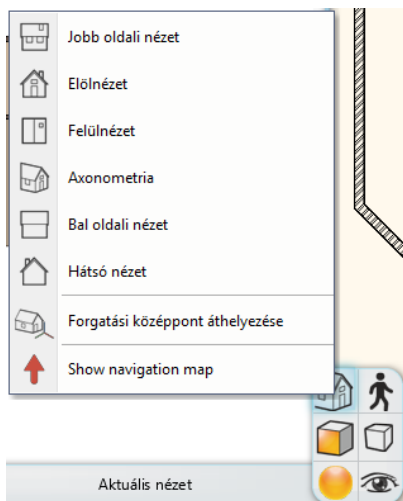 Jobb oldali nézet
Elölnézet
Felülnézet
Axonometria
Bal oldali nézet
Hátsó nézet
Forgatási középpont áthelyezése
Show navigation map
Aktuális nézet